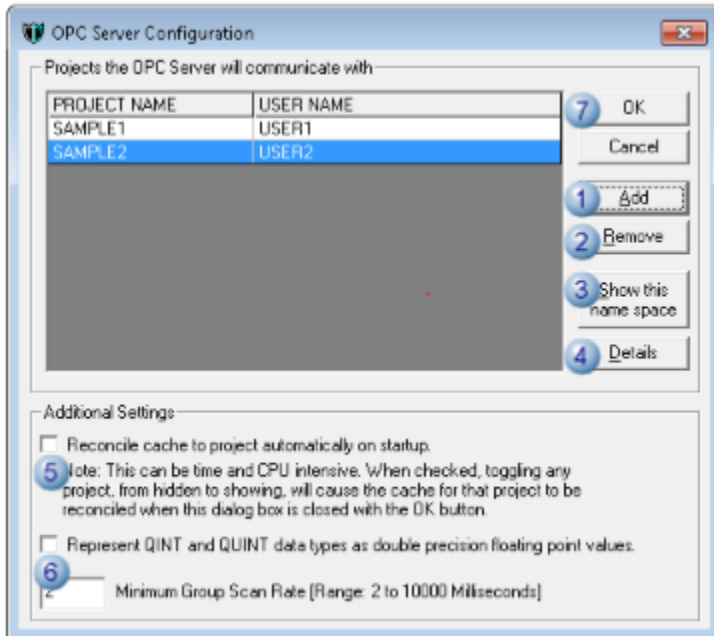 OPC Server Configuration
Projects the OPC Server will communicate with
PROJECT NAME USER NAME
SAMPLE1 USER1
SAMPLE2 USER2
7 OK
Cancel
1 Add
2 Remove
3 Show this
name space
4 Details
Additional Settings
Reconcile cache to project automatically on startup.
5 Note: This can be time and CPU intensive. When checked, toggling any
project, from hidden to showing, will cause the cache for that project to be
reconciled when this dialog box is closed with the OK button.
Represent QINT and QUINT data types as double precision floating point values.
6
2 Minimum Group Scan Rate [Range: 2 to 10000 Milliseconds]